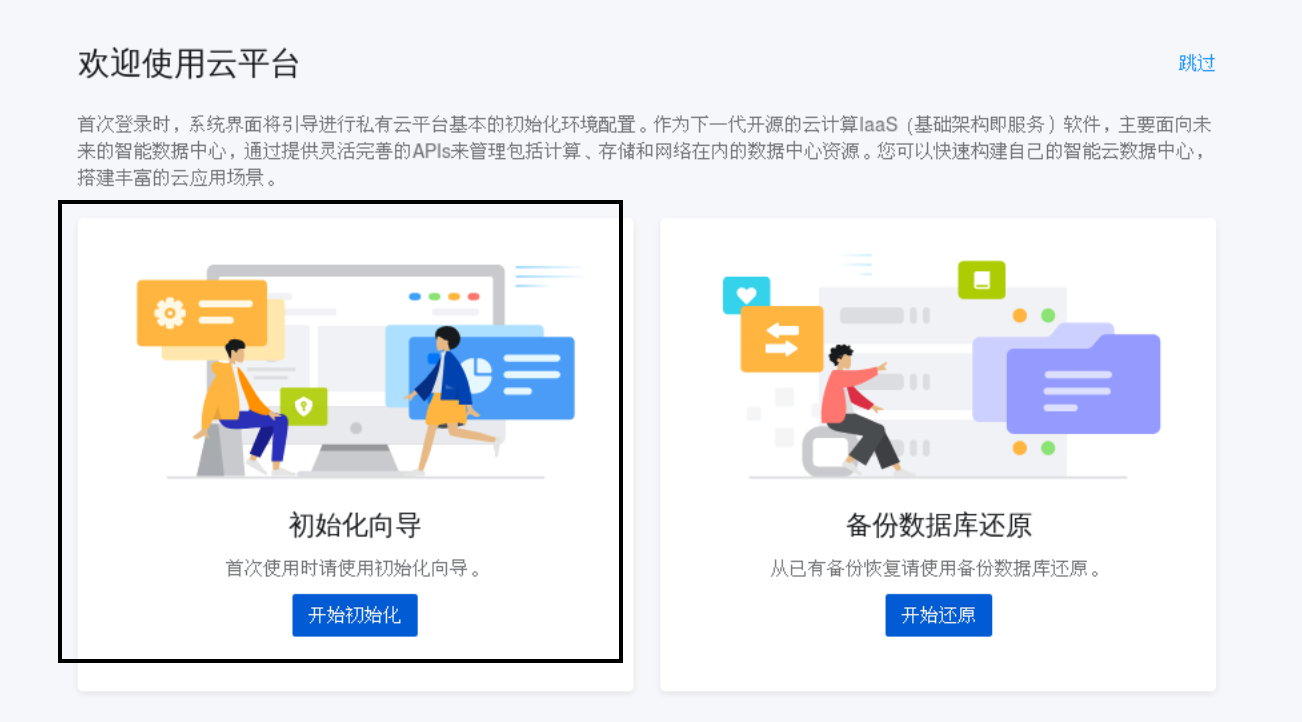 欢迎使用云平台
跳过
首次登录时，系统界面将引导进行私有云平台基本的初始化环境配置。作为下一代开源的云计算IaaS（基础架构即服务）软件，主要面向未
来的智能数据中心，通过提供灵活完善的APIs来管理包括计算、存储和网络在内的数据中心资源。您可以快速构建自己的智能云数据中心，
搭建丰富的云应用场景。
初始化向导
首次使用时请使用初始化向导。
开始初始化
备份数据库还原
从已有备份恢复请使用备份数据库还原。
开始还原